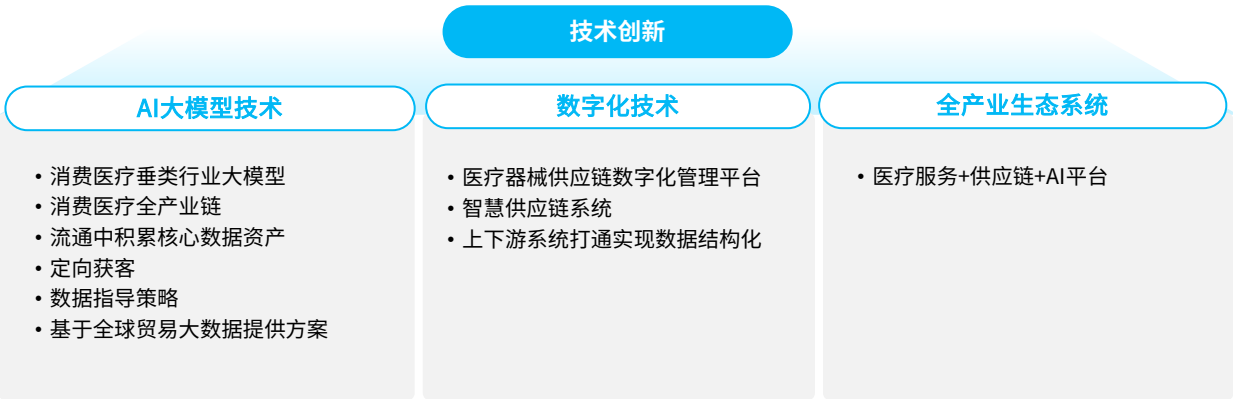 技术创新
AI大模型技术
• 消费医疗垂类行业大模型
• 消费医疗全产业链
• 流通中积累核心数据资产
• 定向获客
• 数据指导策略
• 基于全球贸易大数据提供方案
数字化技术
• 医疗器械供应链数字化管理平台
• 智慧供应链系统
• 上下游系统打通实现数据结构化
全产业生态系统
• 医疗服务+供应链+AI平台